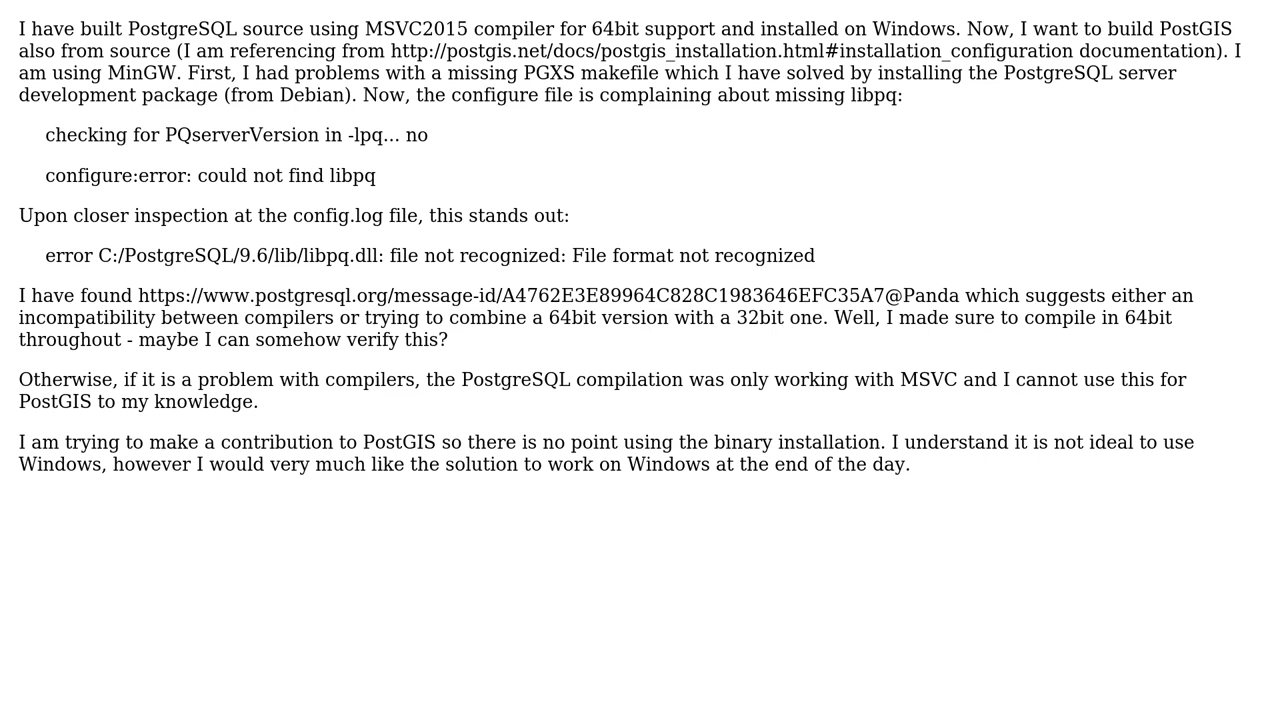 I have built PostgreSQL source using MSVC2015 compiler for 64bit support and installed on Windows. Now, I want to build PostGIS
also from source (I am referencing from http://postgis.net/docs/postgis_installation.html#installation_configuration documentation). I
am using MinGW. First, I had problems with a missing PGXS makefile which I have solved by installing the PostgreSQL server
development package (from Debian). Now, the configure file is complaining about missing libpq:
checking for PQserverVersion in -lpq... no
configure:error: could not find libpq
Upon closer inspection at the config.log file, this stands out:
error C:/PostgreSQL/9.6/lib/libpq.dll: file not recognized: File format not recognized
I have found https://www.postgresql.org/message-id/A4762E3E89964C828C1983646EFC35A7@Panda which suggests either an
incompatibility between compilers or trying to combine a 64bit version with a 32bit one. Well, I made sure to compile in 64bit
throughout - maybe I can somehow verify this?
Otherwise, if it is a problem with compilers, the PostgreSQL compilation was only working with MSVC and I cannot use this for
PostGIS to my knowledge.
I am trying to make a contribution to PostGIS so there is no point using the binary installation. I understand it is not ideal to use
Windows, however I would very much like the solution to work on Windows at the end of the day.